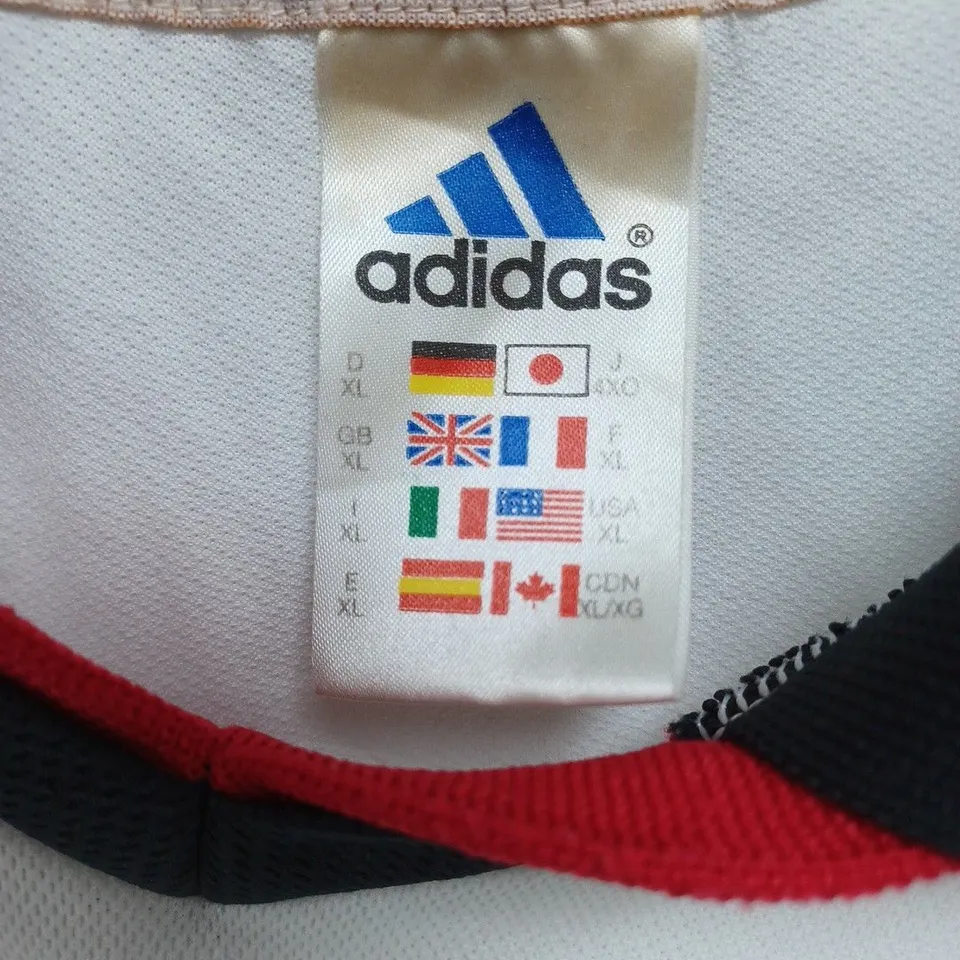 adidas®
D J
XL 4XO
GB F
XL XL
I USA
XL XL
E CDN
XL XL/XG